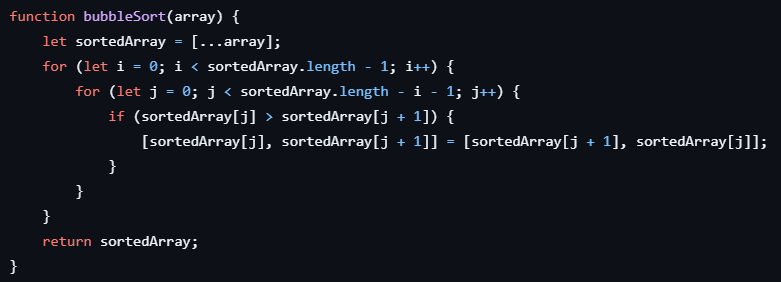 function bubbleSort(array) {
    let sortedArray = [...array];
    for (let i = 0; i < sortedArray.length - 1; i++) {
        for (let j = 0; j < sortedArray.length - i - 1; j++) {
            if (sortedArray[j] > sortedArray[j + 1]) {
                [sortedArray[j], sortedArray[j + 1]] = [sortedArray[j + 1], sortedArray[j]];
            }
        }
    }
    return sortedArray;
}